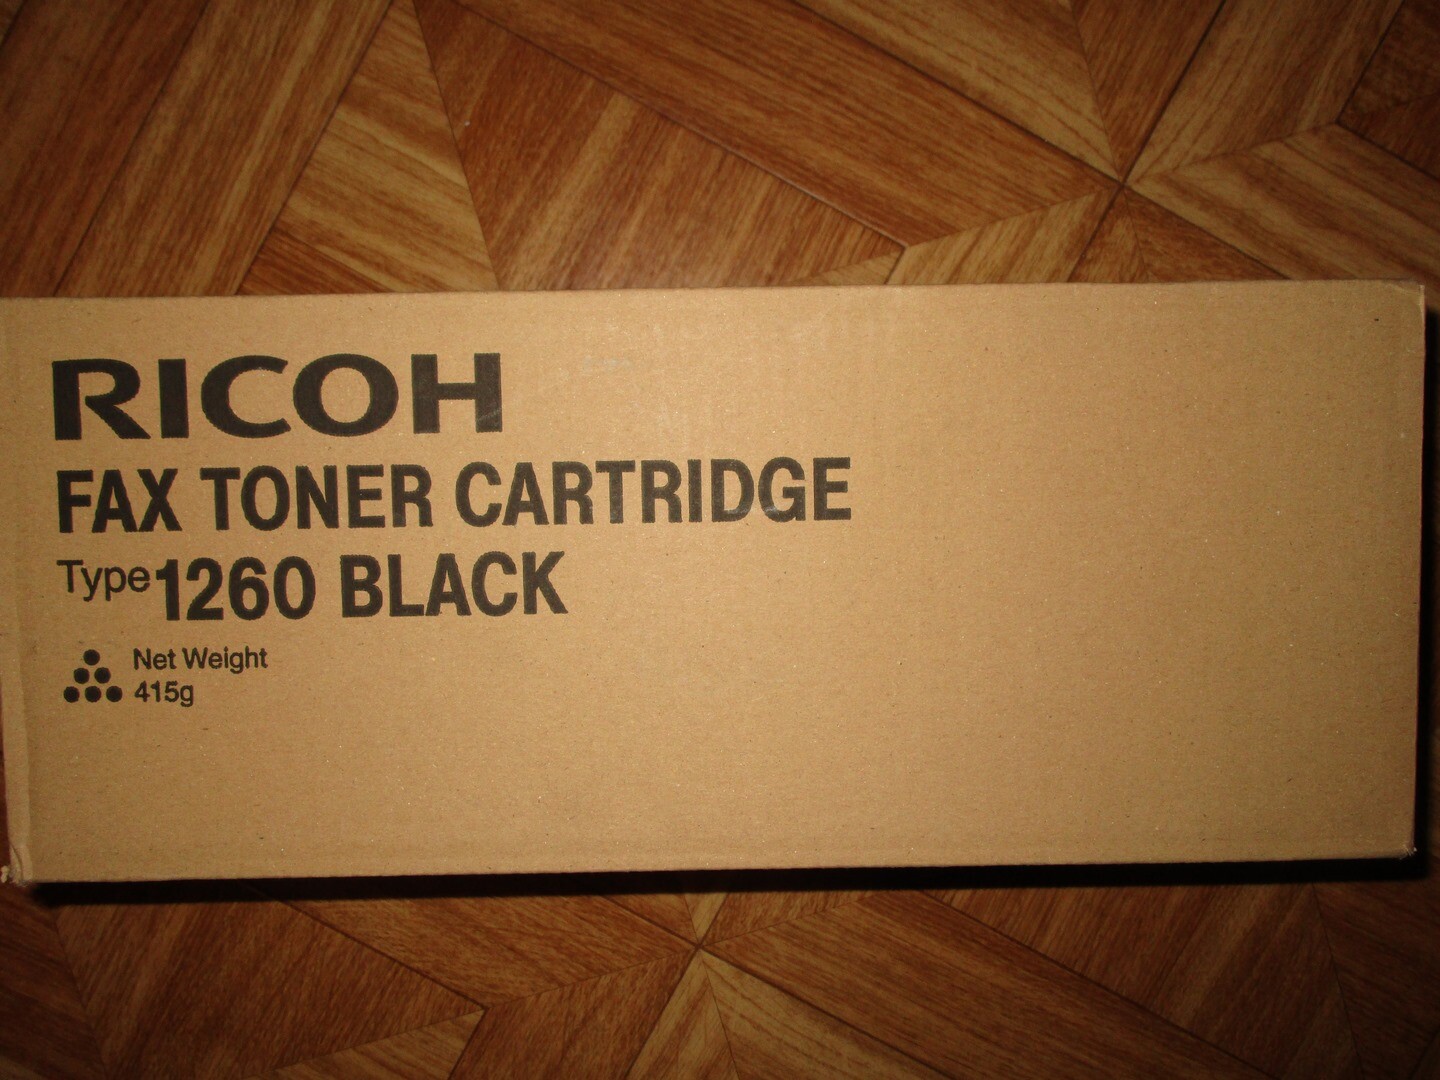 RICOH
FAX TONER CARTRIDGE
Type 1260 BLACK
Net Weight
415g